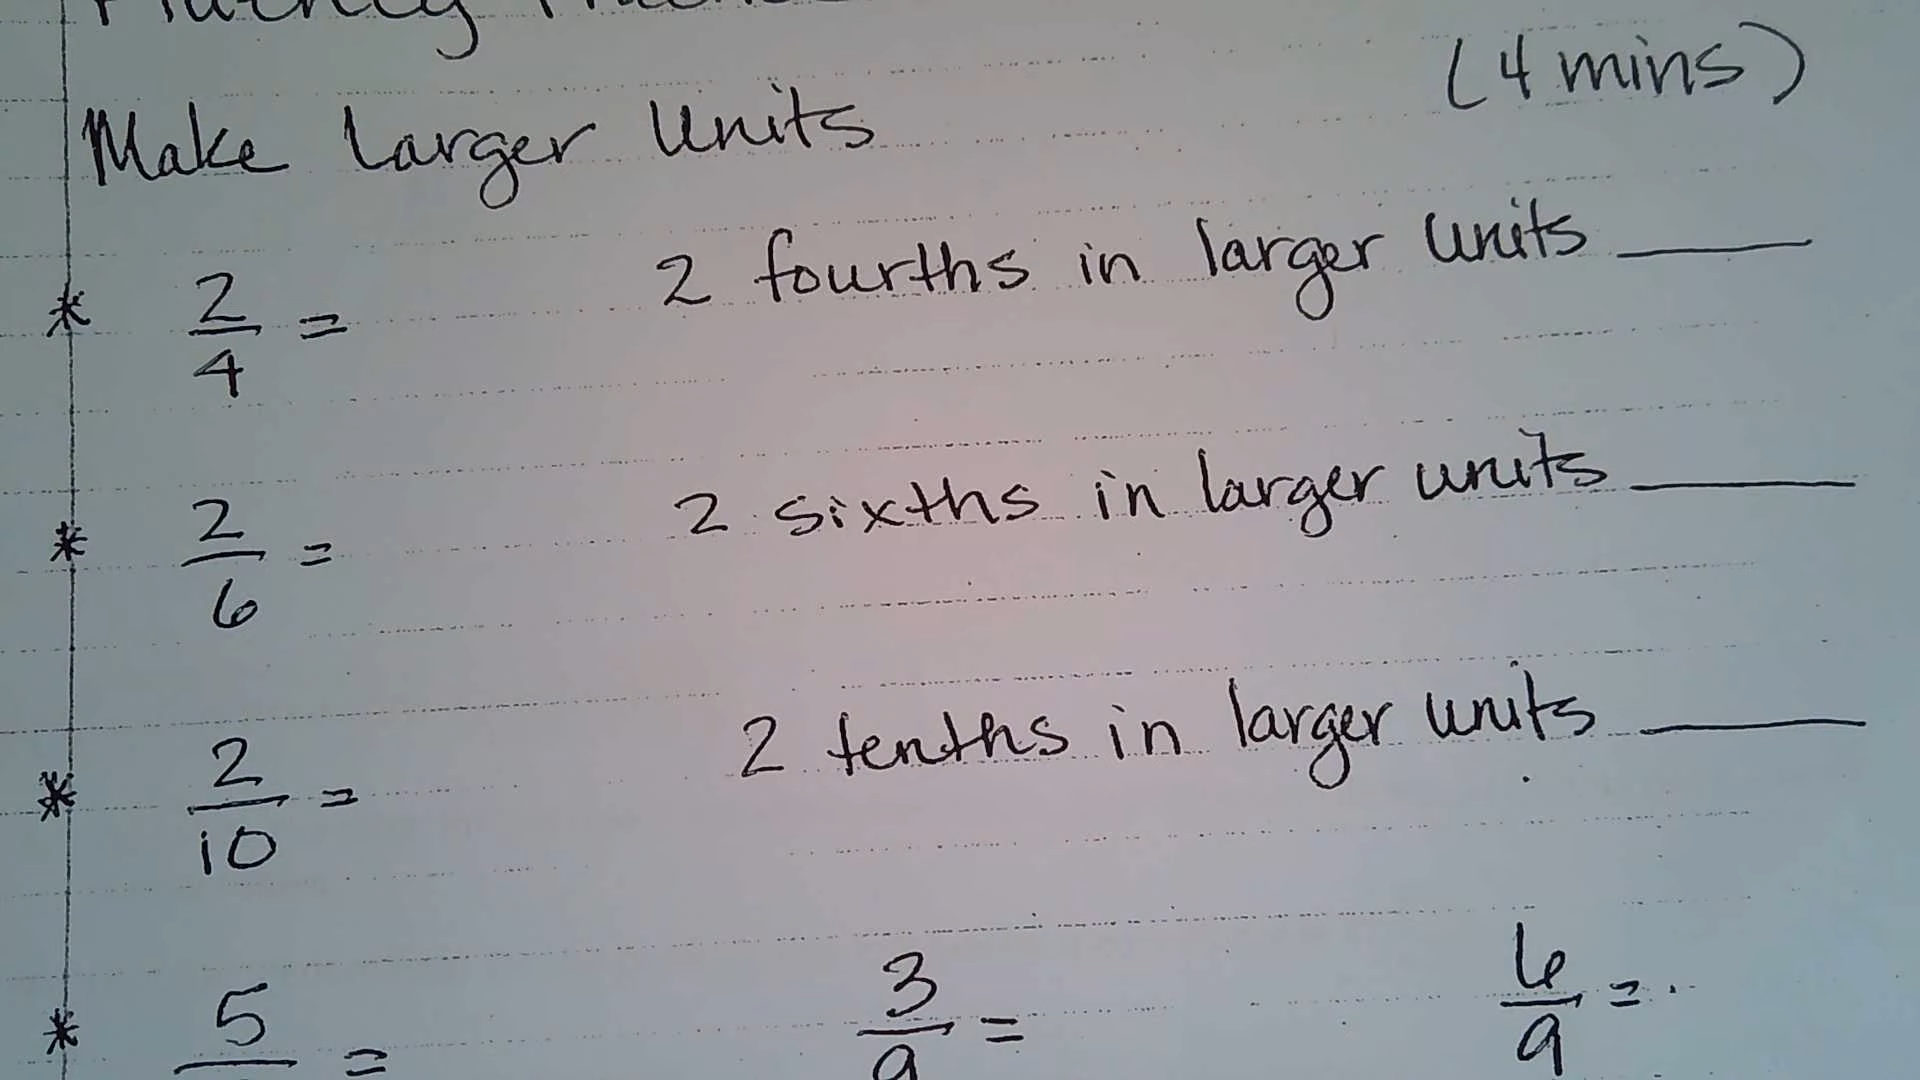 Make Larger Units (4 mins)
* 2/4 = 2 fourths in larger units ____
* 2/6 = 2 sixths in larger units ____
* 2/10 = 2 tenths in larger units ____
* 5 = 3/9 = 6/9 =